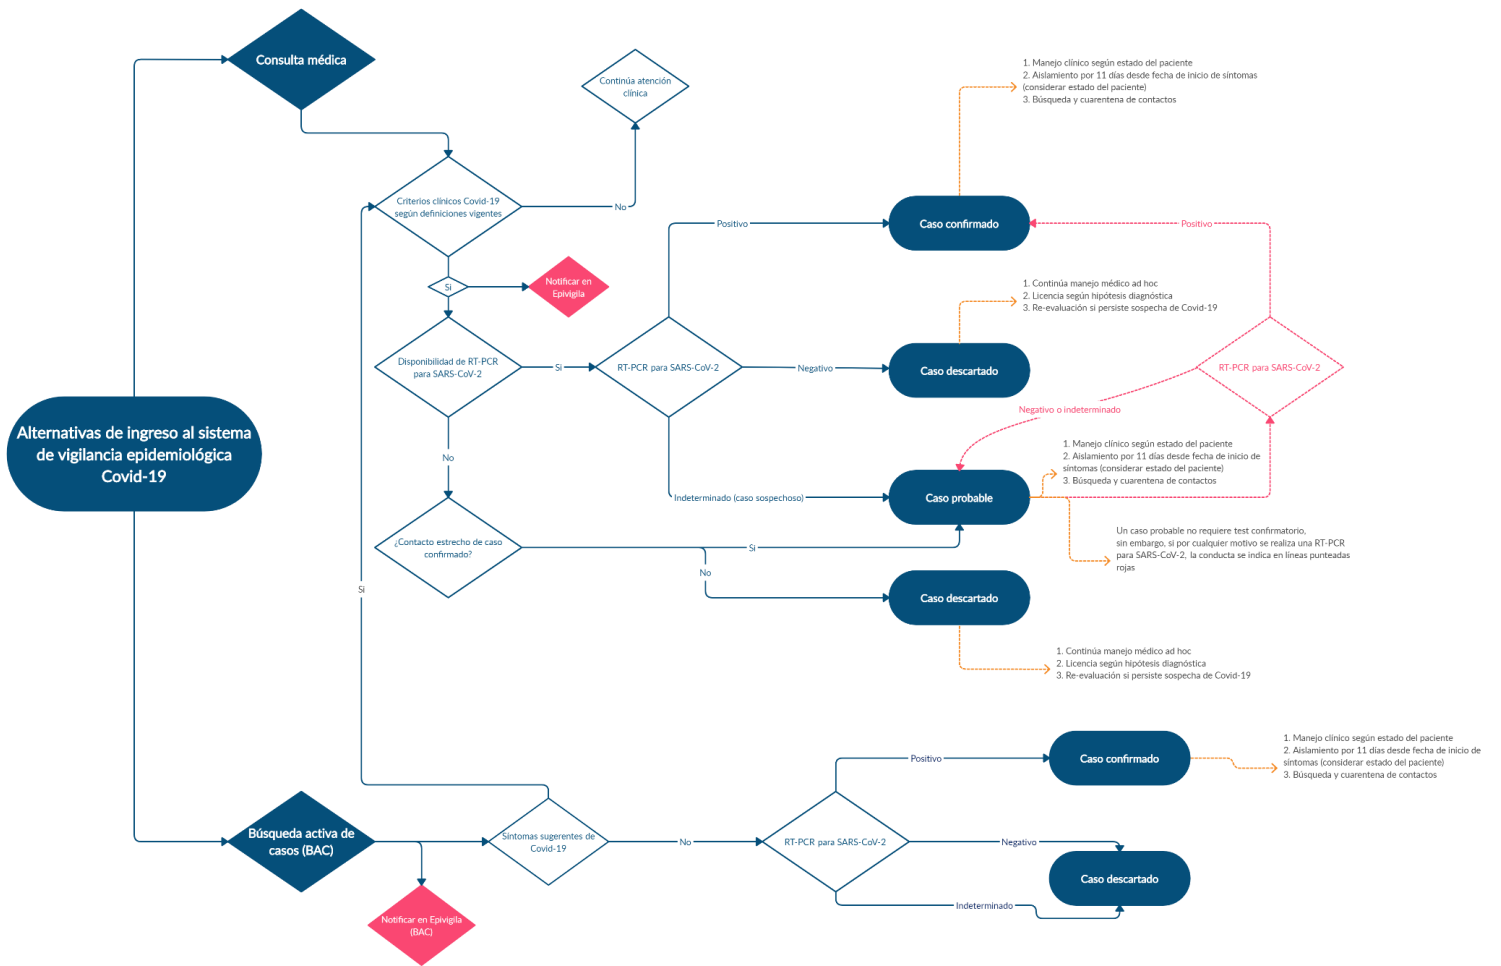 Consulta médica
Continúa atención
clínica
1. Manejo clínico según estado del paciente
2. Aislamiento por 11 días desde fecha de inicio de síntomas
(considerar estado del paciente)
3. Búsqueda y cuarentena de contactos
Criterios clínicos Covid-19
según definiciones vigentes
No
Positivo
Caso confirmado
Positivo
Si
Notificar en
Epivigila
1. Continúa manejo médico ad hoc
2. Licencia según hipótesis diagnóstica
3. Re-evaluación si persiste sospecha de Covid-19
Disponibilidad de RT-PCR
para SARS-CoV-2
Si
RT-PCR para SARS-CoV-2
Negativo
Caso descartado
RT-PCR para SARS-CoV-2
Negativo o indeterminado
Alternativas de ingreso al sistema
de vigilancia epidemiológica
Covid-19
No
1. Manejo clínico según estado del paciente
2. Aislamiento por 11 días desde fecha de inicio de
síntomas (considerar estado del paciente)
3. Búsqueda y cuarentena de contactos
Indeterminado (caso sospechoso)
Caso probable
¿Contacto estrecho de caso
confirmado?
Si
No
Un caso probable no requiere test confirmatorio,
sin embargo, si por cualquier motivo se realiza una RT-PCR
para SARS-CoV-2, la conducta se indica en líneas punteadas
rojas
Si
Caso descartado
1. Continúa manejo médico ad hoc
2. Licencia según hipótesis diagnóstica
3. Re-evaluación si persiste sospecha de Covid-19
Positivo
Caso confirmado
1. Manejo clínico según estado del paciente
2. Aislamiento por 11 días desde fecha de inicio de
síntomas (considerar estado del paciente)
3. Búsqueda y cuarentena de contactos
Búsqueda activa de
casos (BAC)
Síntomas sugerentes de
Covid-19
No
RT-PCR para SARS-CoV-2
Negativo
Caso descartado
Indeterminado
Notificar en Epivigila
(BAC)